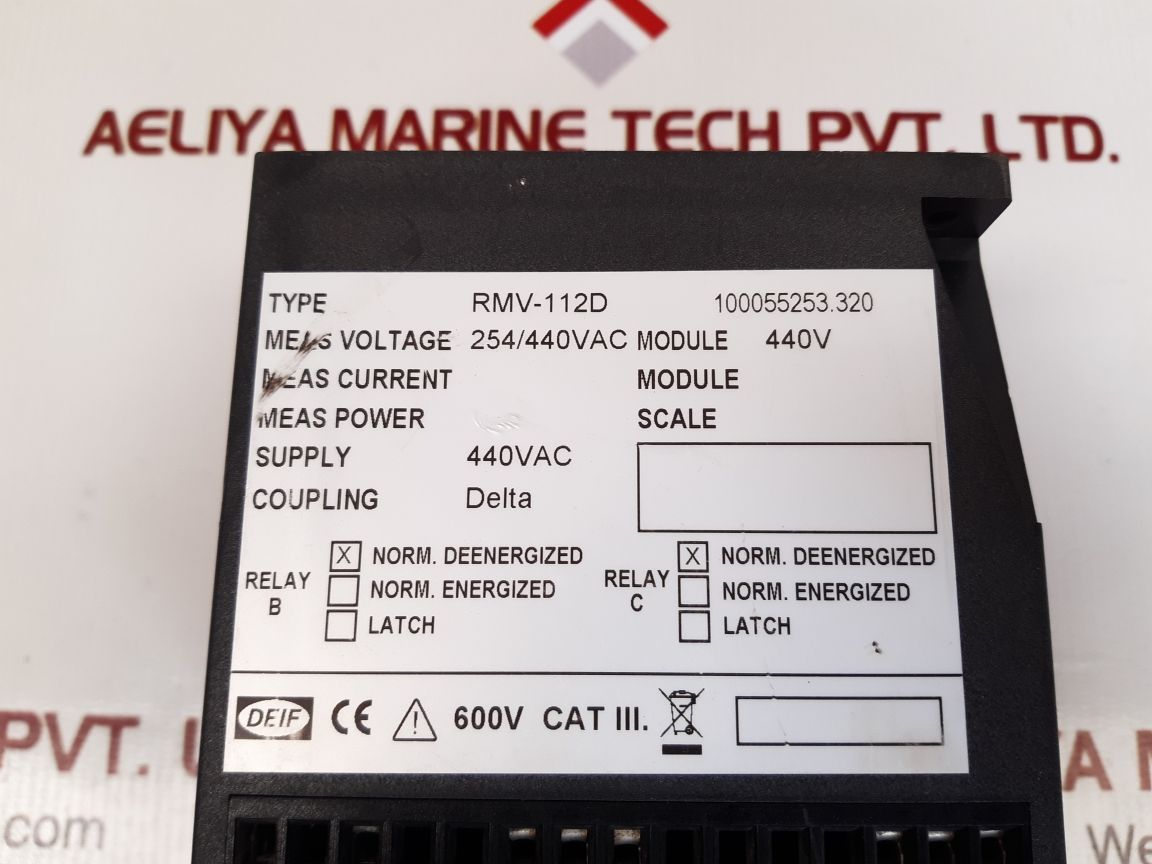 AELIYA MARINE TECH PVT. LTD.
TYPE RMV-112D 100055253.320
MEAS VOLTAGE 254/440VAC MODULE 440V
MEAS CURRENT MODULE
MEAS POWER SCALE
SUPPLY 440VAC
COUPLING Delta
RELAY B
X NORM. DEENERGIZED
NORM. ENERGIZED
LATCH
RELAY C
X NORM. DEENERGIZED
NORM. ENERGIZED
LATCH
DEIF CE 600V CAT III.
PVT.
.com